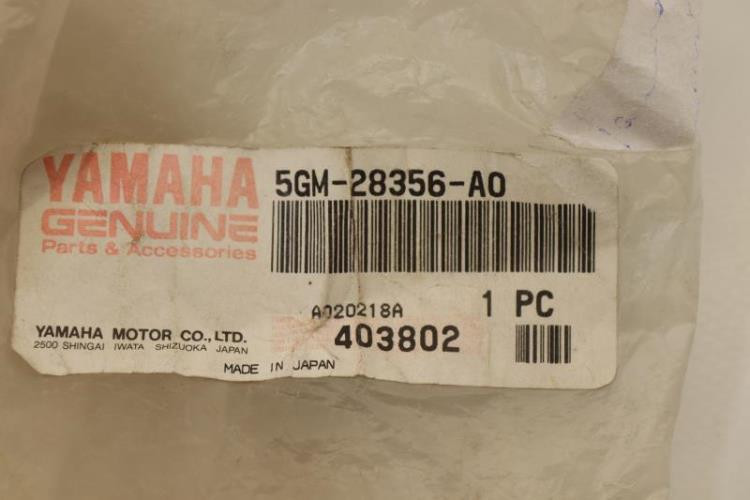 YAMAHA
GENUINE
Parts & Accessories
5GM-28356-A0
A020218A
1 PC
403802
YAMAHA MOTOR CO.,LTD.
2500 SHINGAI IWATA SHIZUOKA JAPAN
MADE IN JAPAN